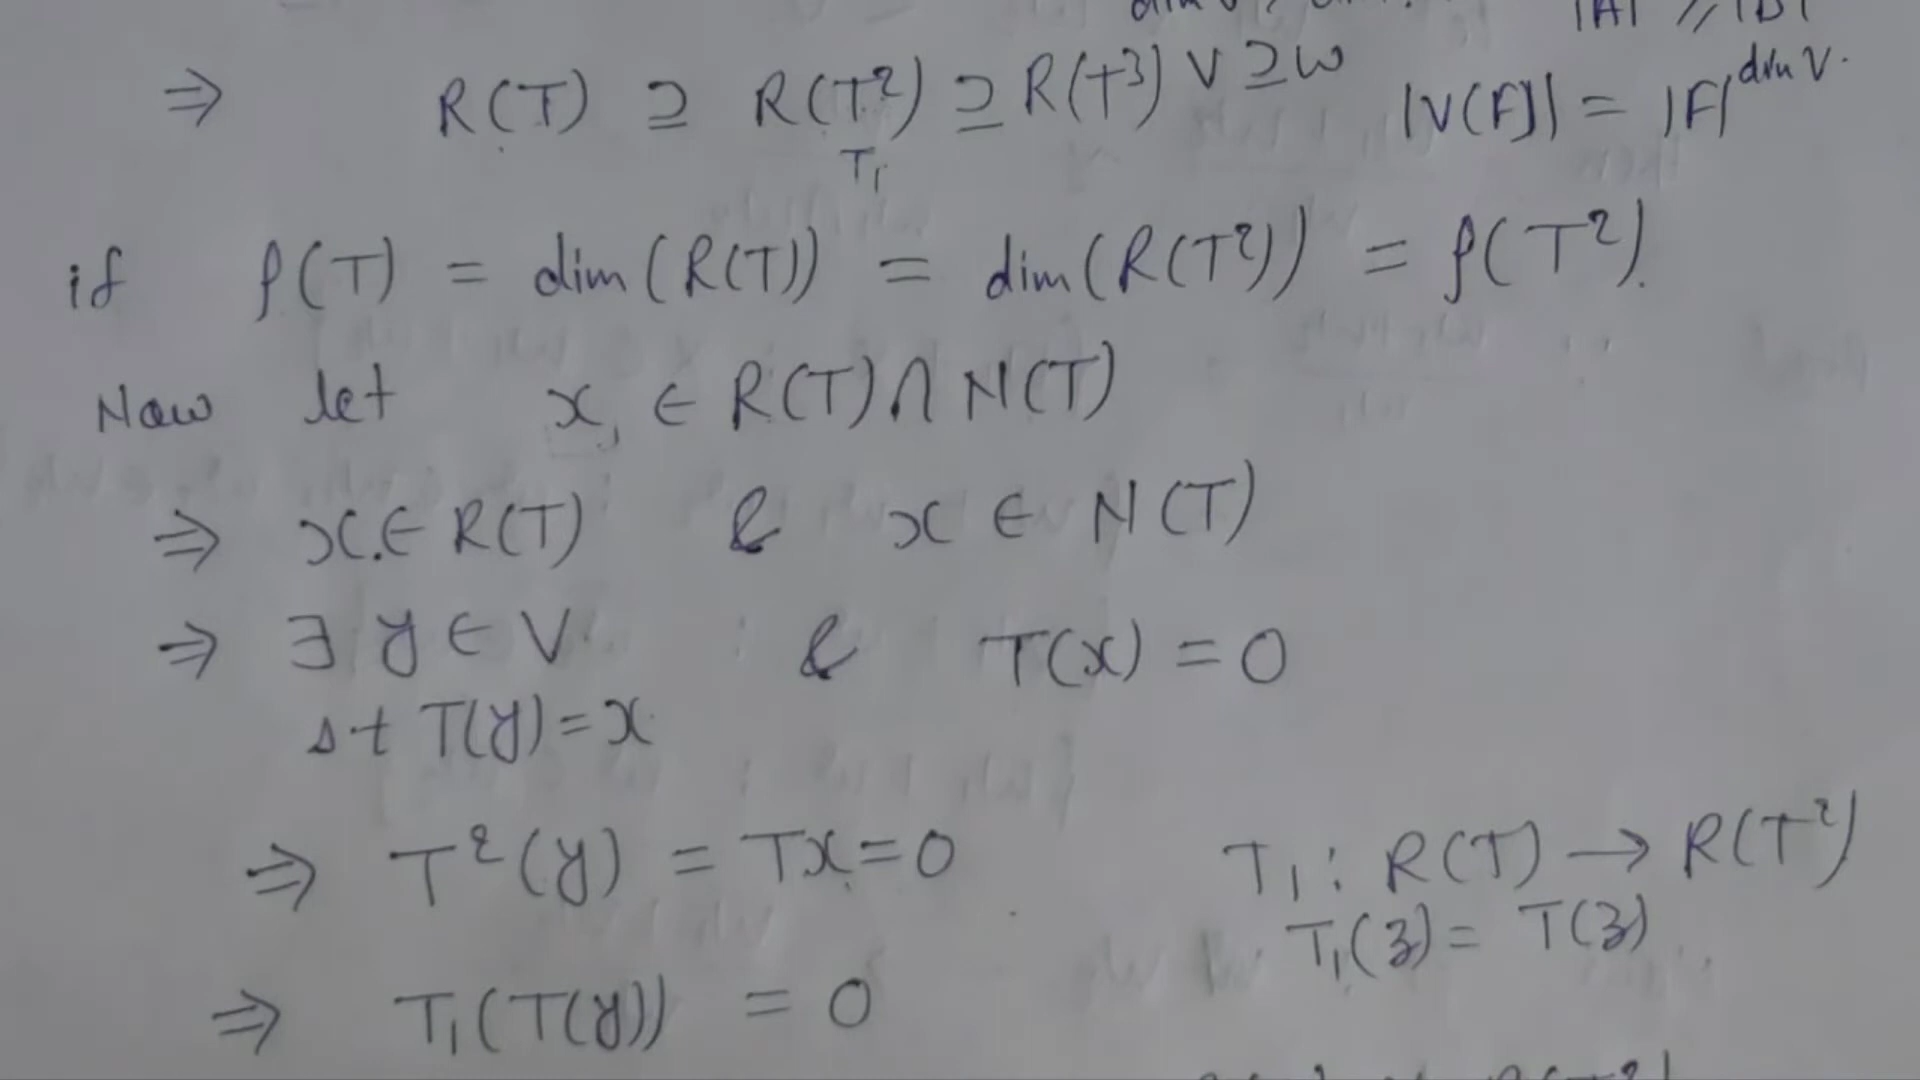 ⇒ R(T) ⊇ R(T²) ⊇ R(T³) V ⊇ W
|V(F)| = |F|^dim V.
T₁
if ρ(T) = dim(R(T)) = dim(R(T²)) = ρ(T²).
Now let x ∈ R(T) ∩ N(T)
⇒ x ∈ R(T) & x ∈ N(T)
⇒ ∃ y ∈ V & T(x) = 0
s.t T(y) = x
⇒ T²(y) = Tx = 0
T₁ : R(T) → R(T²)
T₁(z) = T(z)
⇒ T₁(T(y)) = 0